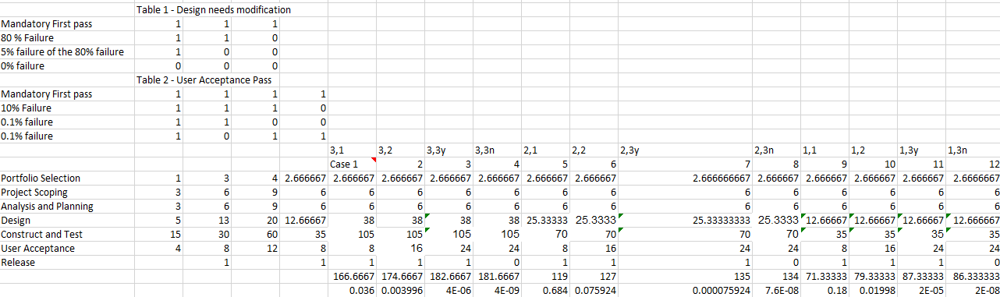 Table 1 - Design needs modification
Mandatory First pass 1 1 1
80 % Failure 1 1 0
5% failure of the 80% failure 1 0 0
0% failure 0 0 0
Table 2 - User Acceptance Pass
Mandatory First pass 1 1 1 1
10% Failure 1 1 1 0
0.1% failure 1 1 0 0
0.1% failure 1 0 1 1
3,1 3,2 3,3y 3,3n 2,1 2,2 2,3y 2,3n 1,1 1,2 1,3y 1,3n
Case 1 2 3 4 5 6 7 8 9 10 11 12
Portfolio Selection 1 3 4 2.666667 2.666667 2.666667 2.666667 2.666667 2.666667 2.666667 2.666666667 2.666667 2.666667 2.666667 2.666667 2.6666667
Project Scoping 3 6 9 6 6 6 6 6 6 6 6 6 6 6 6 6
Analysis and Planning 3 6 9 6 6 6 6 6 6 6 6 6 6 6 6 6
Design 5 13 20 12.66667 38 38 38 38 25.33333 25.3333 25.33333333 25.3333 12.66667 12.66667 12.66667 12.666667
Construct and Test 15 30 60 35 105 105 105 105 70 70 70 70 35 35 35 35
User Acceptance 4 8 12 8 8 16 24 24 8 16 24 24 8 16 24 24
Release 1 1 1 1 1 0 1 1 1 0 1 1 1 0
166.6667 174.6667 182.6667 181.6667 119 127 135 134 71.33333 79.33333 87.33333 86.333333
0.036 0.003996 4E-06 4E-09 0.684 0.075924 0.000075924 7.6E-08 0.18 0.01998 2E-05 2E-08